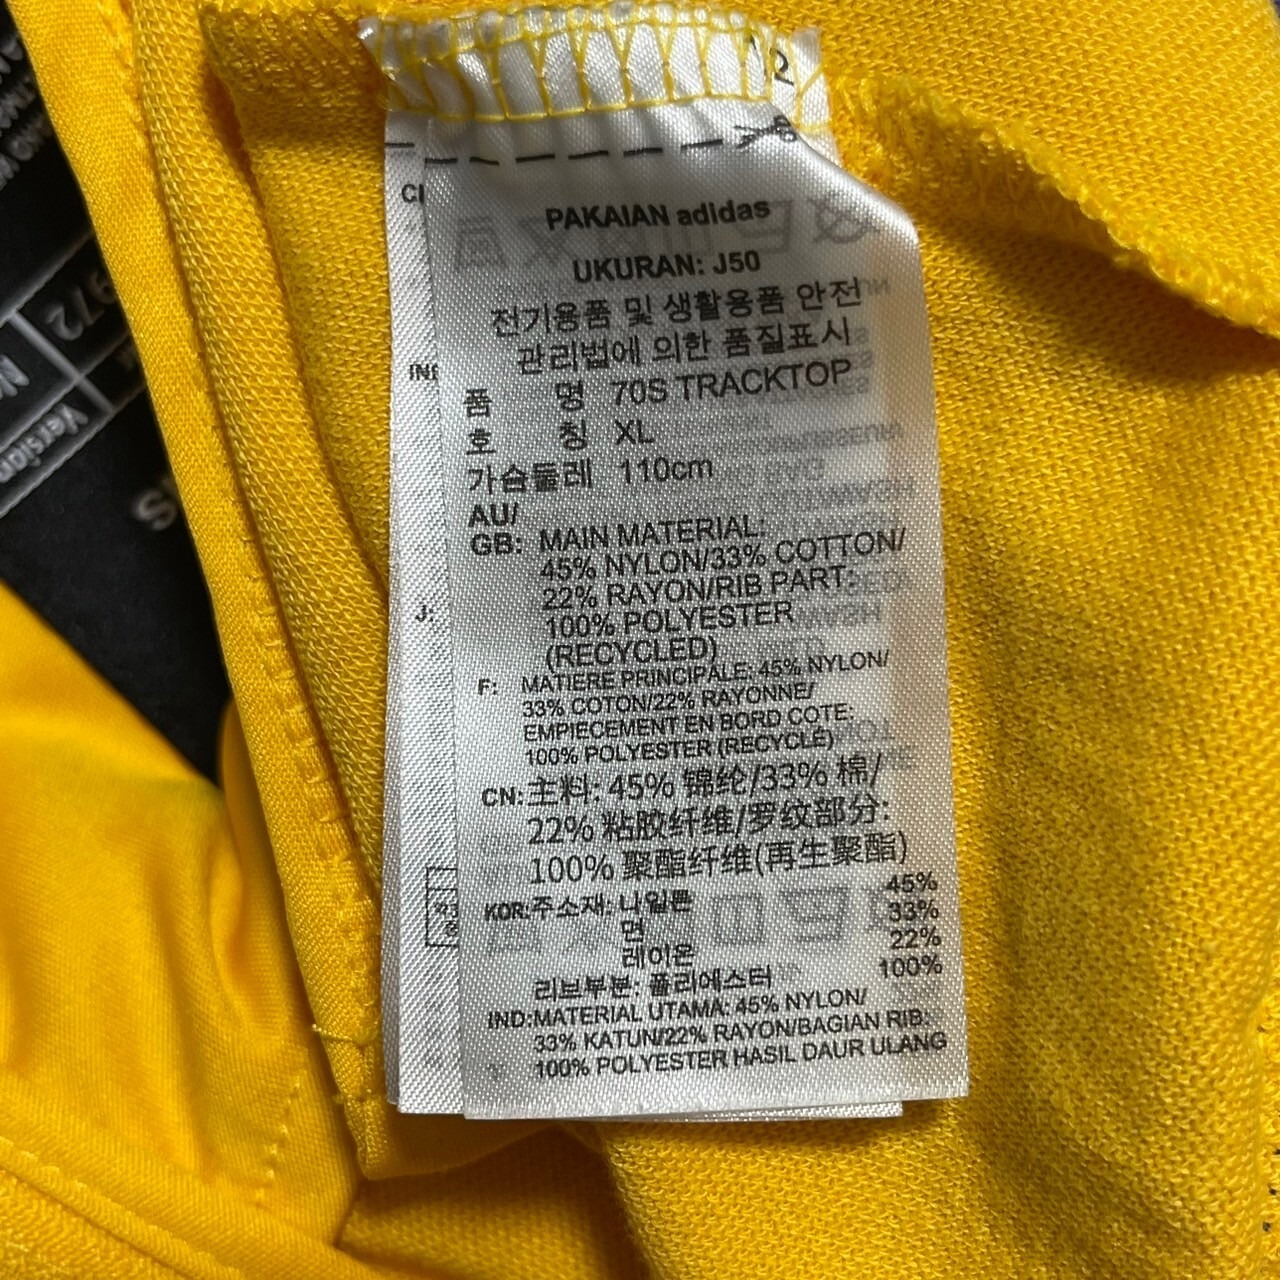 2
PAKAIAN adidas
UKURAN: J50
전기용품 및 생활용품 안전
관리법에 의한 품질표시
품 명 70S TRACKTOP
호 칭 XL
가슴둘레 110cm
AU/
GB: MAIN MATERIAL:
45% NYLON/33% COTTON/
22% RAYON/RIB PART:
100% POLYESTER
(RECYCLED)
F: MATIERE PRINCIPALE: 45% NYLON/
33% COTON/22% RAYONNE/
EMPIECEMENT EN BORD COTE:
100% POLYESTER (RECYCLÉ)
CN: 主料: 45% 锦纶/33% 棉/
22% 粘胶纤维/罗纹部分:
100% 聚酯纤维(再生聚酯)
KOR: 주소재: 나일론 45%
면 33%
레이온 22%
리브부분: 폴리에스터 100%
IND: MATERIAL UTAMA: 45% NYLON/
33% KATUN/22% RAYON/BAGIAN RIB:
100% POLYESTER HASIL DAUR ULANG
J:
972
Version